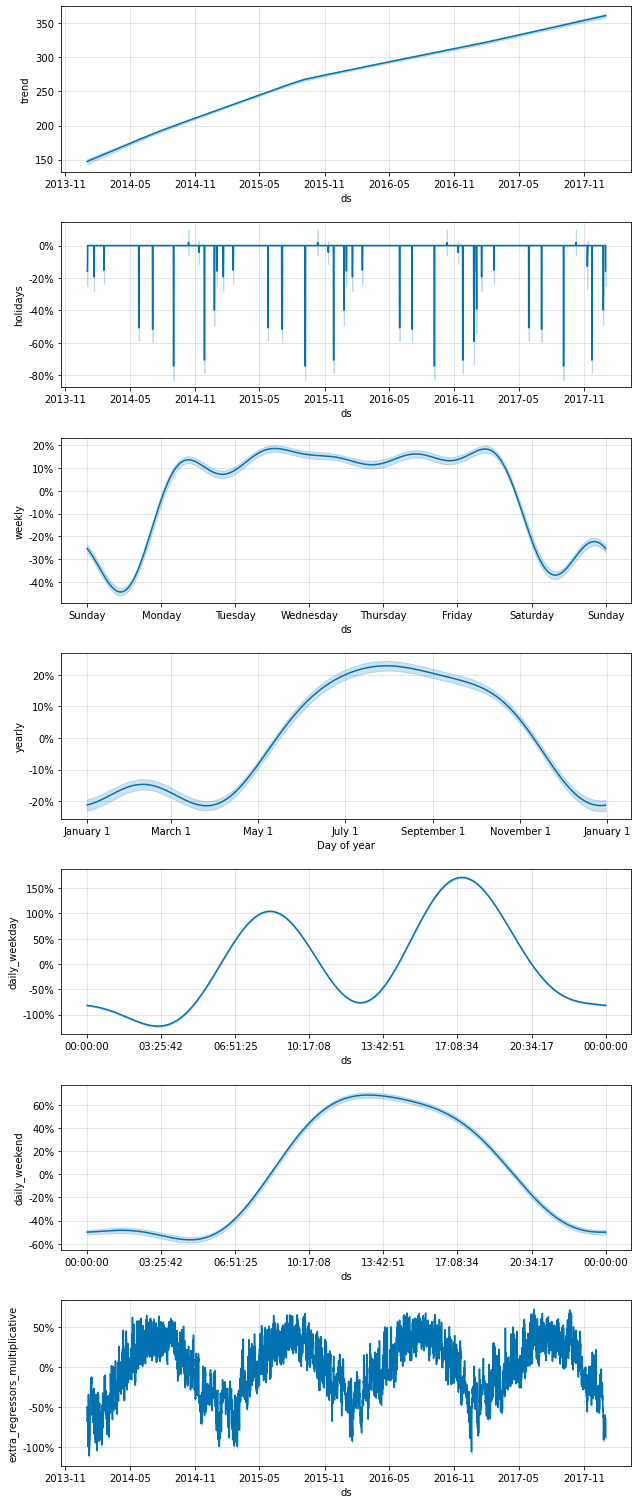 350
300
250
200
150
trend
2013-11 2014-05 2014-11 2015-05 2015-11 2016-05 2016-11 2017-05 2017-11
ds
0%
-20%
-40%
-60%
-80%
holidays
2013-11 2014-05 2014-11 2015-05 2015-11 2016-05 2016-11 2017-05 2017-11
ds
20%
10%
0%
-10%
-20%
-30%
-40%
weekly
Sunday Monday Tuesday Wednesday Thursday Friday Saturday Sunday
ds
20%
10%
0%
-10%
-20%
yearly
January 1 March 1 May 1 July 1 September 1 November 1 January 1
Day of year
150%
100%
50%
0%
-50%
-100%
daily_weekday
00:00:00 03:25:42 06:51:25 10:17:08 13:42:51 17:08:34 20:34:17 00:00:00
ds
60%
40%
20%
0%
-20%
-40%
-60%
daily_weekend
00:00:00 03:25:42 06:51:25 10:17:08 13:42:51 17:08:34 20:34:17 00:00:00
ds
50%
0%
-50%
-100%
extra_regressors_multiplicative
2013-11 2014-05 2014-11 2015-05 2015-11 2016-05 2016-11 2017-05 2017-11
ds